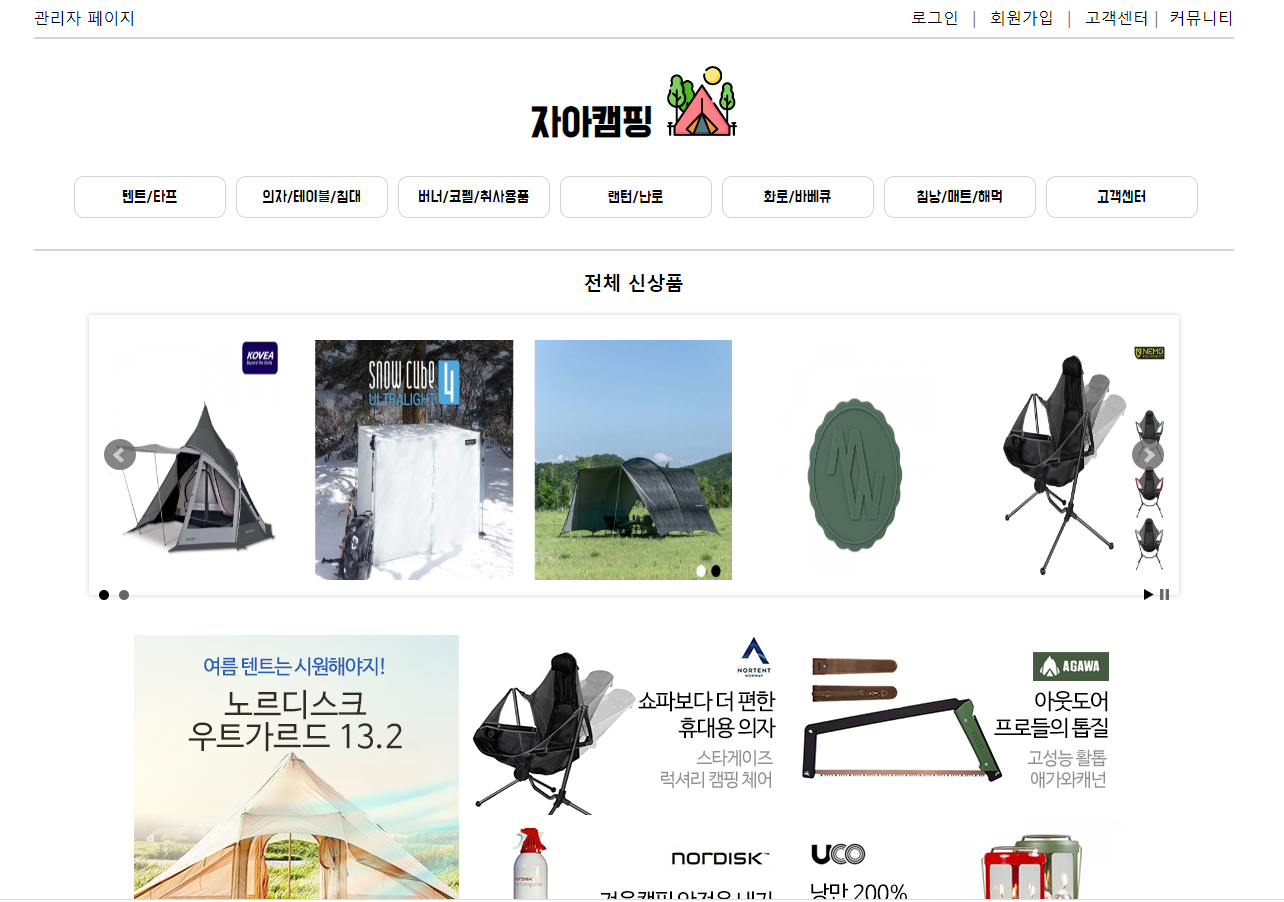 관리자 페이지
로그인 | 회원가입 | 고객센터 | 커뮤니티
자아캠핑
텐트/타프
의자/테이블/침대
버너/코펠/취사용품
랜턴/난로
화로/바베큐
침낭/매트/해먹
고객센터
전체 신상품
KOVEA
SNOW CUBE 4
ULTRALIGHT
MW
NEMO
여름 텐트는 시원해야지!
노르디스크
우트가르드 13.2
NORTENT
NORWAY
쇼파보다 더 편한
휴대용 의자
스타게이즈
럭셔리 캠핑 체어
AGAWA
아웃도어
프로들의 톱질
고성능 활톱
애가와캐넌
NORDISK™
UCO
낭만 200%